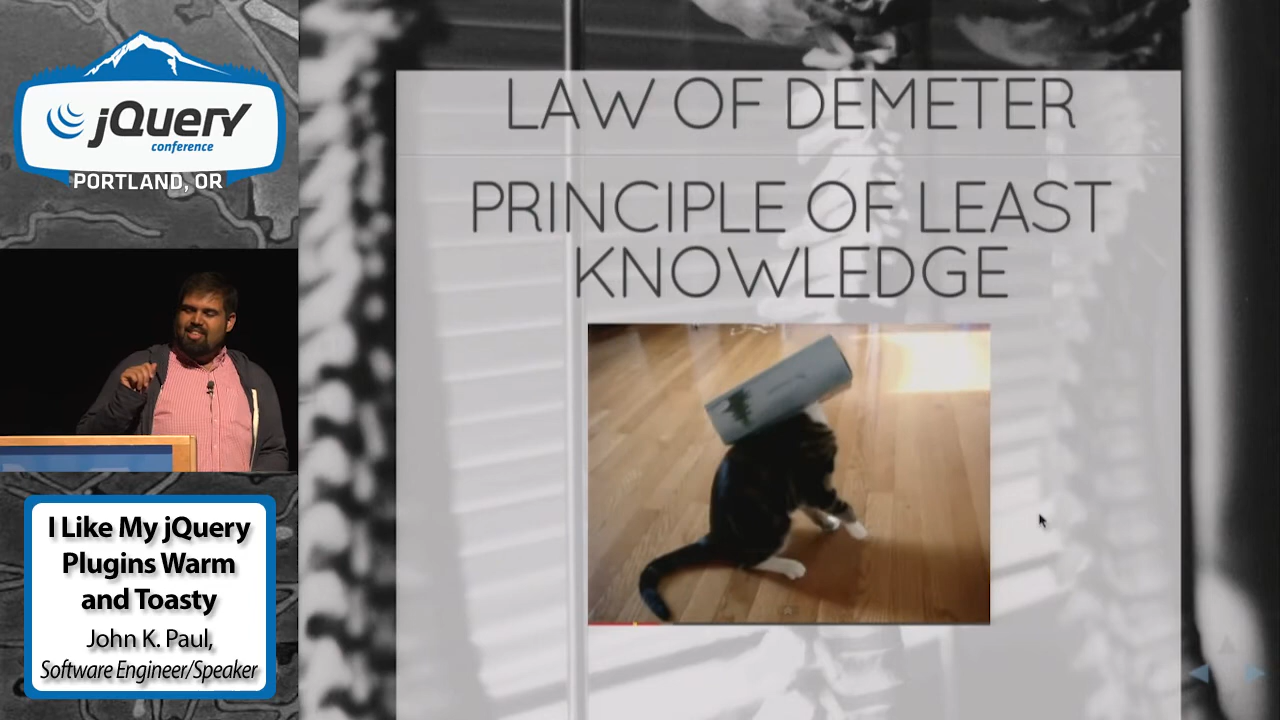 jQuery
conference
PORTLAND, OR
LAW OF DEMETER
PRINCIPLE OF LEAST
KNOWLEDGE
I Like My jQuery
Plugins Warm
and Toasty
John K. Paul,
Software Engineer/Speaker